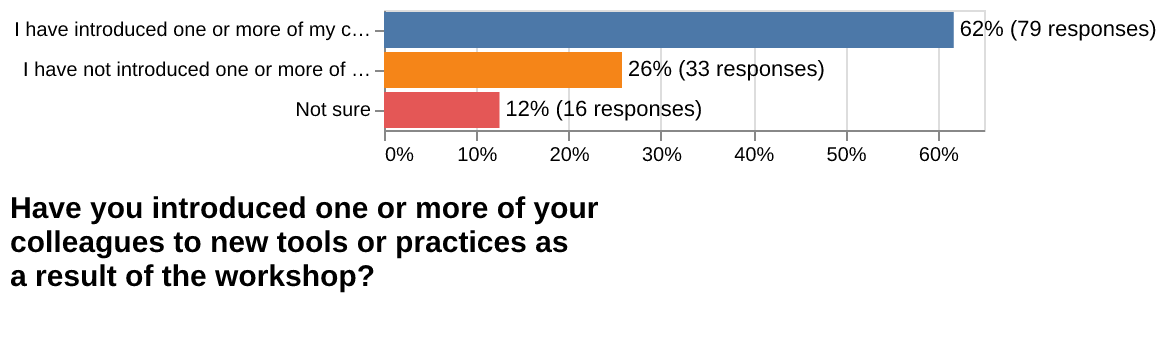 I have introduced one or more of my c… 62% (79 responses)
I have not introduced one or more of … 26% (33 responses)
Not sure 12% (16 responses)
0% 10% 20% 30% 40% 50% 60%
Have you introduced one or more of your
colleagues to new tools or practices as
a result of the workshop?